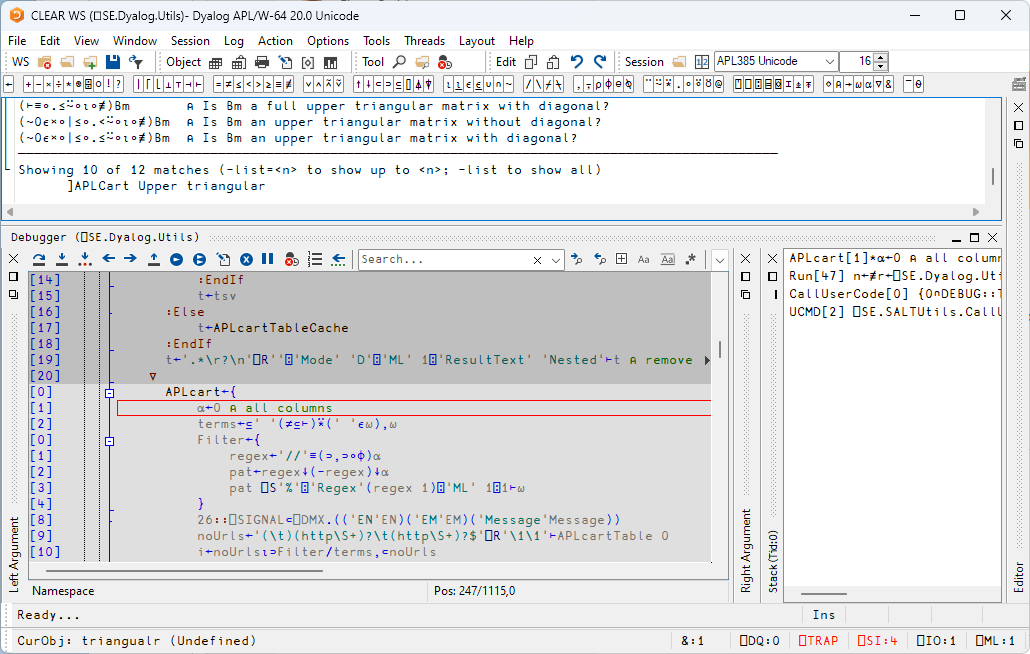 CLEAR WS (⎕SE.Dyalog.Utils)- Dyalog APL/W-64 20.0 Unicode
File Edit View Window Session Log Action Options Tools Threads Layout Help
WS Object Tool Edit Session APL385 Unicode 16
(⊢≡∘.≤⍨∘⍳∘≢)Bm ⍝ Is Bm a full upper triangular matrix with diagonal?
(~0∊×∘|≤∘.<⍨∘⍳∘≢)Bm ⍝ Is Bm an upper triangular matrix without diagonal?
(~0∊×∘|≤∘.≤⍨∘⍳∘≢)Bm ⍝ Is Bm an upper triangular matrix with diagonal?
Showing 10 of 12 matches (-list=<n> to show up to <n>; -list to show all)
]APLCart Upper triangular
Debugger (⎕SE.Dyalog.Utils)
Search... Aa Aa .*
[14] :EndIf
[15] t←tsv
[16] :Else
[17] t←APLcartTableCache
[18] :EndIf
[19] t←'.*\r?\n'⎕R''⍠'Mode' 'D'⍠'ML' 1⍠'ResultText' 'Nested'⊢t ⍝ remove
[20] ∇
[0] APLcart←{
[1] ⍺←0 ⍝ all columns
[2] terms←⊆' '(≠⊆⊢)⍣(' '∊⍵),⍵
[0] Filter←{
[1] regex←'//'≡(⊃,⊃∘⌽)⍺
[2] pat←regex↓(-regex)↓⍺
[3] pat ⎕S'%'⍠'Regex'(regex 1)⍠'ML' 1⍠1⊢⍵
[4] }
[8] 26::⎕SIGNAL⊂⎕DMX.(('EN'EN)('EM'EM)('Message'Message))
[9] noUrls←'(\t)(http\S+)?\t(http\S+)?$'⎕R'\1\1'⊢APLcartTable 0
[10] i←noUrls⍳⊃Filter/terms,⊂noUrls
Left Argument
Right Argument
Stack (Tid:0)
APLcart[1]*⍺←0 ⍝ all column
Run[47] n←≢r←⎕SE.Dyalog.Uti
CallUserCode[0] {0∩DEBUG::T
UCMD[2] ⎕SE.SALTUtils.CallU
Editor
Namespace Pos: 247/1115,0
Ready... Ins
CurObj: triangualr (Undefined) &:1 ⎕DQ:0 ⎕TRAP ⎕SI:4 ⎕IO:1 ⎕ML:1